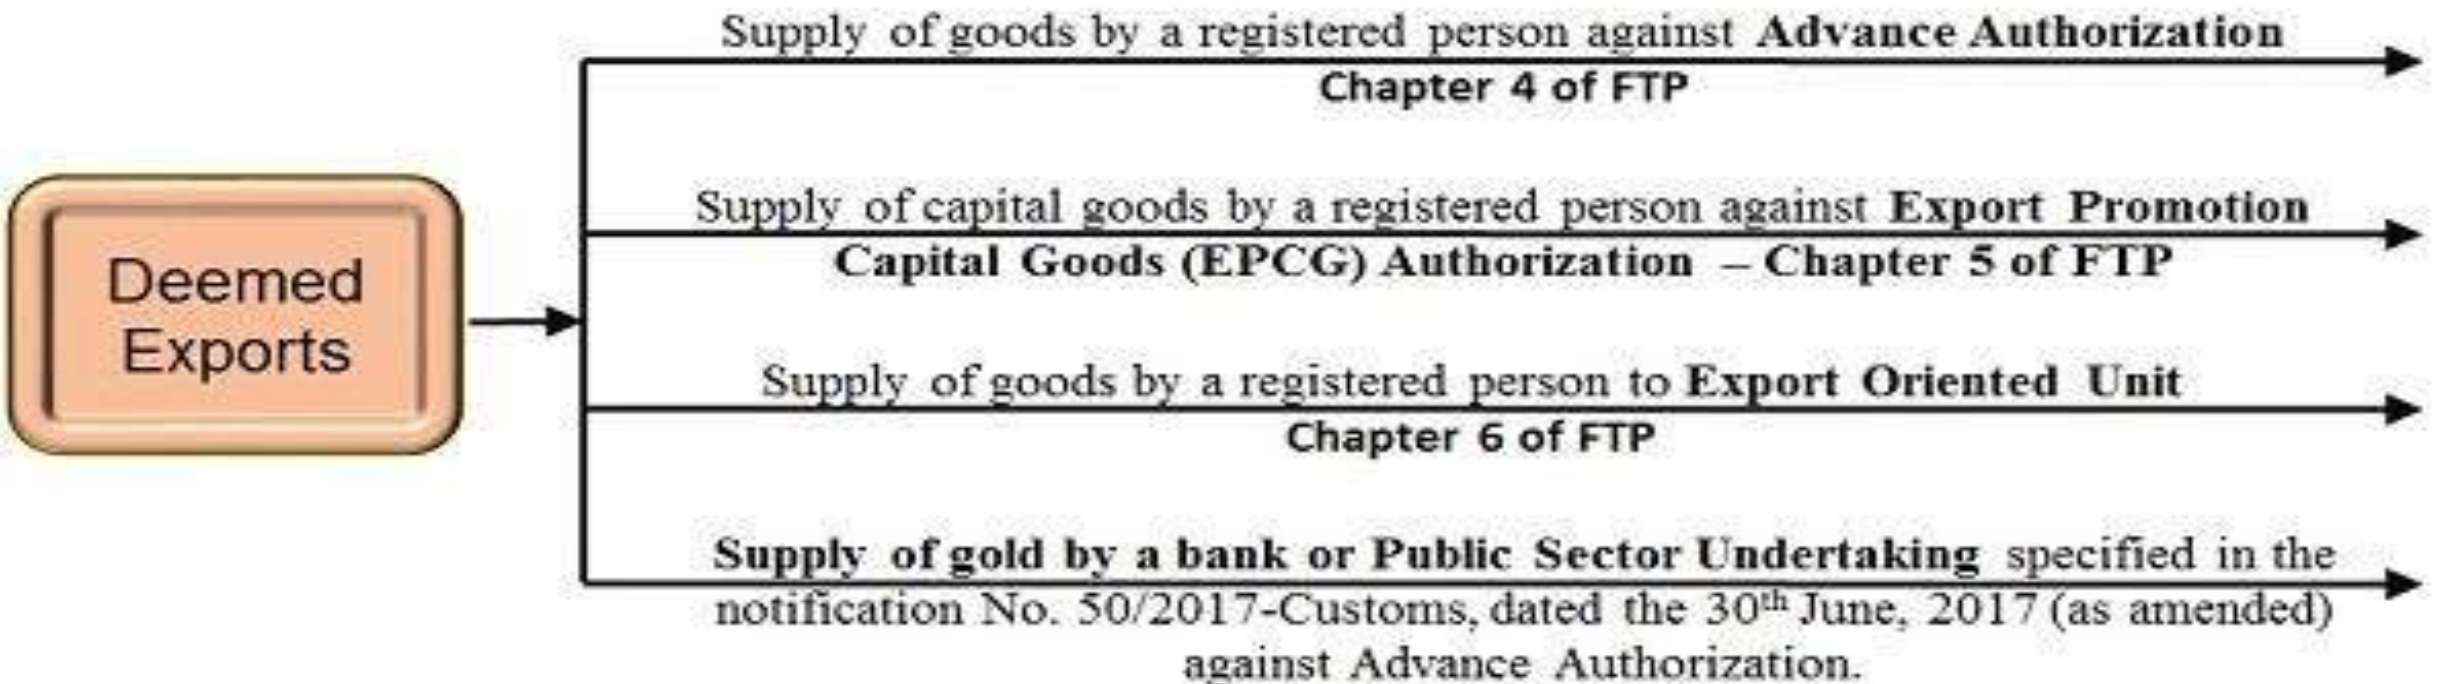 Deemed
Exports
Supply of goods by a registered person against Advance Authorization
Chapter 4 of FTP
Supply of capital goods by a registered person against Export Promotion
Capital Goods (EPCG) Authorization – Chapter 5 of FTP
Supply of goods by a registered person to Export Oriented Unit
Chapter 6 of FTP
Supply of gold by a bank or Public Sector Undertaking specified in the
notification No. 50/2017-Customs, dated the 30th June, 2017 (as amended)
against Advance Authorization.